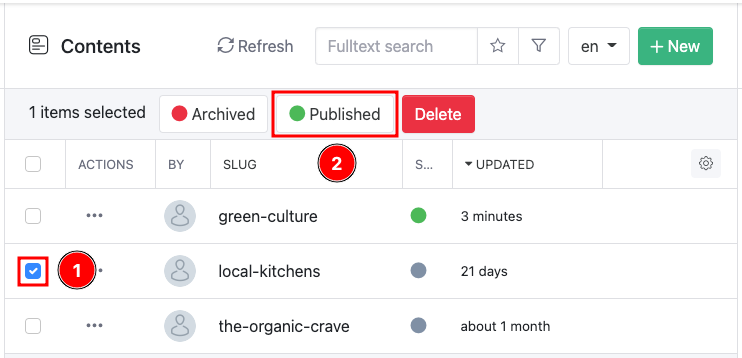 Contents Refresh Fulltext search en + New
1 items selected Archived Published Delete
ACTIONS BY SLUG 2 S... UPDATED
green-culture 3 minutes
1 local-kitchens 21 days
the-organic-crave about 1 month